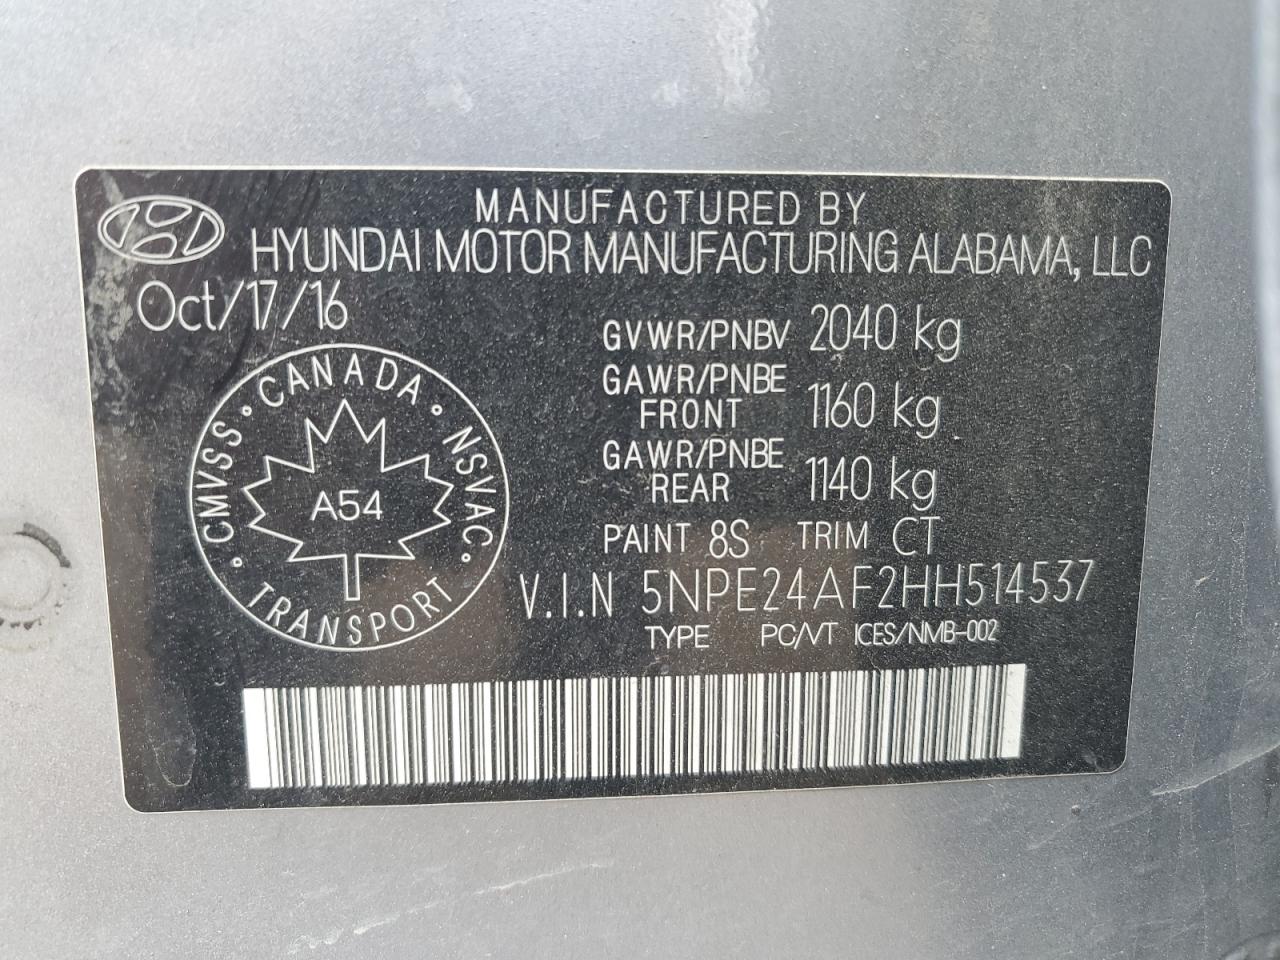 MANUFACTURED BY
HYUNDAI MOTOR MANUFACTURING ALABAMA, LLC
Oct/17/16
GVWR/PNBV 2040 kg
GAWR/PNBE
FRONT 1160 kg
GAWR/PNBE
REAR 1140 kg
PAINT 8S TRIM CT
V.I.N 5NPE24AF2HH514537
TYPE PC/VT ICES/NMB-002
CMVSS ° CANADA ° NSVAC °
A54
TRANSPORT